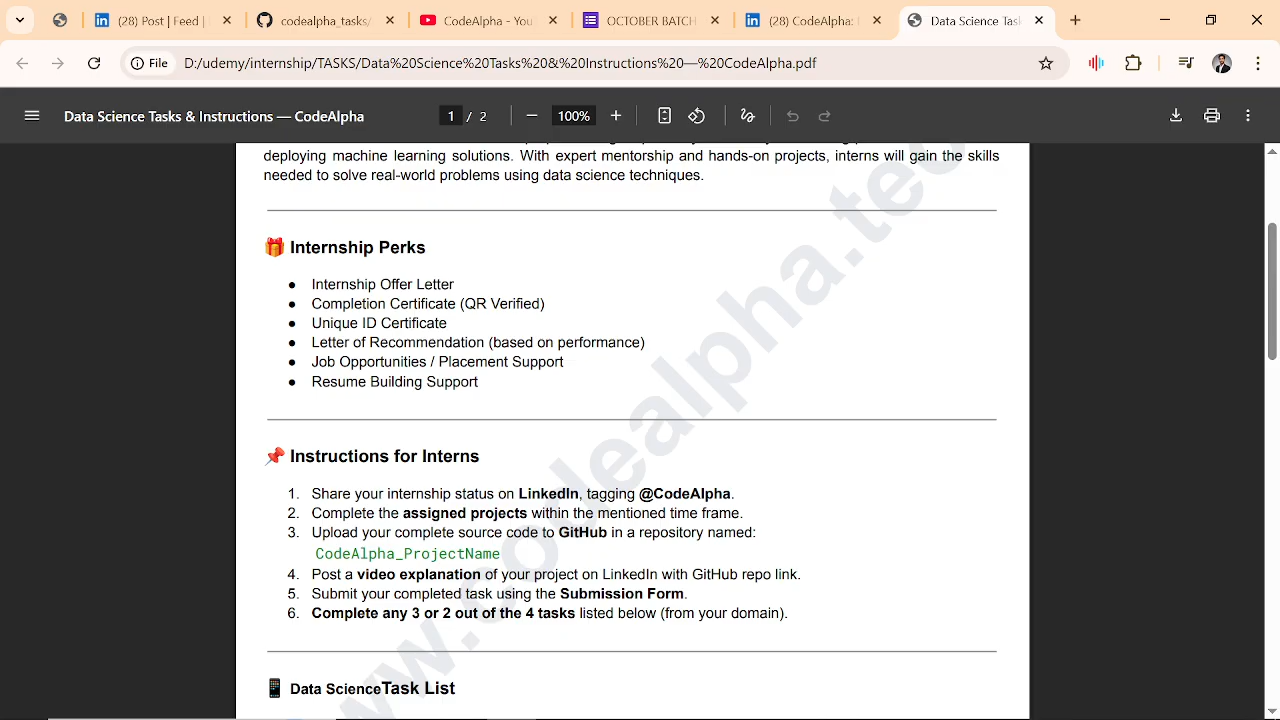 (28) Post | Feed |
codealpha_tasks/
CodeAlpha - You
OCTOBER BATCH
(28) CodeAlpha:
Data Science Tas
File
D:/udemy/internship/TASKS/Data%20Science%20Tasks%20&%20Instructions%20—%20CodeAlpha.pdf
Data Science Tasks & Instructions — CodeAlpha
1 / 2
100%
deploying machine learning solutions. With expert mentorship and hands-on projects, interns will gain the skills
needed to solve real-world problems using data science techniques.
🎁 Internship Perks
● Internship Offer Letter
● Completion Certificate (QR Verified)
● Unique ID Certificate
● Letter of Recommendation (based on performance)
● Job Opportunities / Placement Support
● Resume Building Support
📌 Instructions for Interns
1. Share your internship status on LinkedIn, tagging @CodeAlpha.
2. Complete the assigned projects within the mentioned time frame.
3. Upload your complete source code to GitHub in a repository named:
CodeAlpha_ProjectName
4. Post a video explanation of your project on LinkedIn with GitHub repo link.
5. Submit your completed task using the Submission Form.
6. Complete any 3 or 2 out of the 4 tasks listed below (from your domain).
📱 Data ScienceTask List
www.codealpha.tec